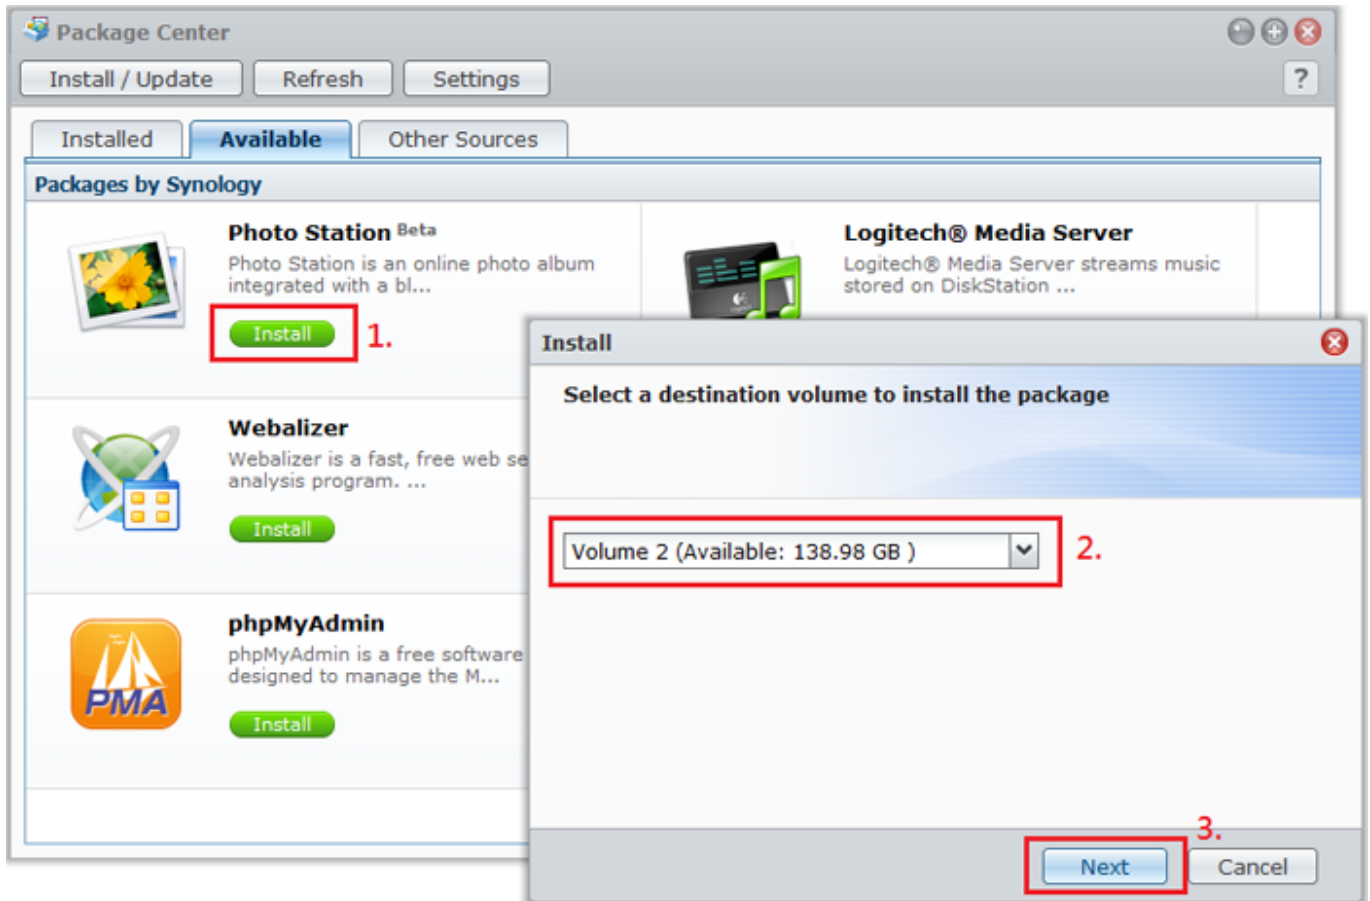 Package Center
Install / Update Refresh Settings ?
Installed Available Other Sources
Packages by Synology
Photo Station Beta
Photo Station is an online photo album
integrated with a bl...
Install 1.
Logitech® Media Server
Logitech® Media Server streams music
stored on DiskStation ...
Webalizer
Webalizer is a fast, free web se
analysis program. ...
Install
phpMyAdmin
phpMyAdmin is a free software
designed to manage the M...
PMA
Install
Install
Select a destination volume to install the package
Volume 2 (Available: 138.98 GB ) 2.
3.
Next Cancel